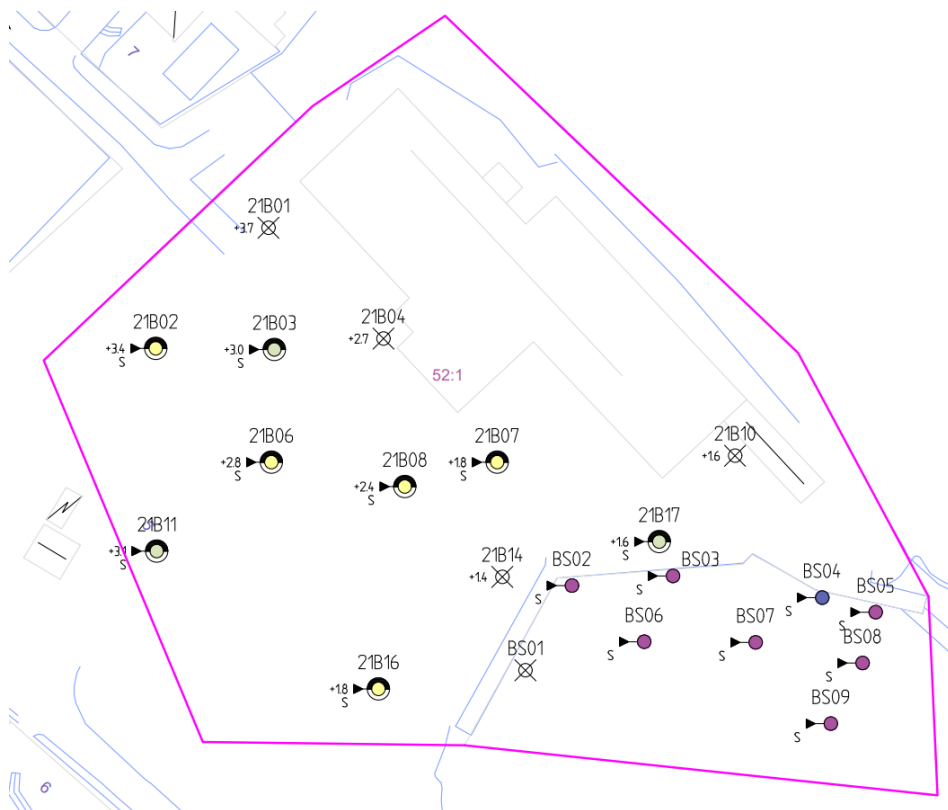 7
21B01
+3.7
21B02
+3.4
S
21B03
+3.0
S
21B04
+2.7
52:1
21B06
+2.8
S
21B07
+1.8
S
21B08
+2.4
S
21B10
+1.6
21B11
+3.1
S
21B17
+1.6
S
21B14
+1.4
BS02
S
BS03
S
BS04
S
BS05
S
BS06
S
BS07
S
BS08
S
BS01
21B16
+1.8
S
BS09
S
6